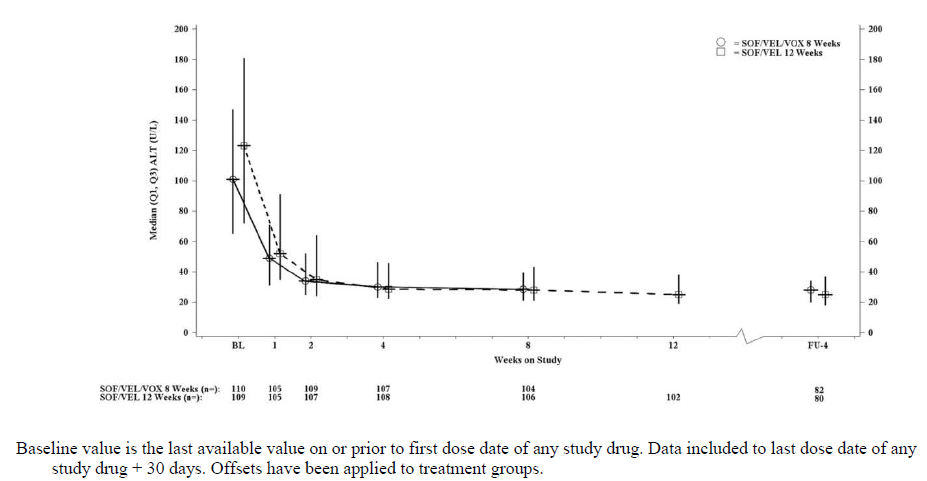 200
180
160
140
120
100
80
60
40
20
0
Median (Q1, Q3) ALT (U/L)
200
180
160
140
120
100
80
60
40
20
0
= SOF/VEL/VOX 8 Weeks
= SOF/VEL 12 Weeks
BL 1 2 4 8 12 FU-4
Weeks on Study
SOF/VEL/VOX 8 Weeks (n=): 110 105 109 107 104 82
SOF/VEL 12 Weeks (n=): 109 105 107 108 106 102 80
Baseline value is the last available value on or prior to first dose date of any study drug. Data included to last dose date of any
study drug + 30 days. Offsets have been applied to treatment groups.